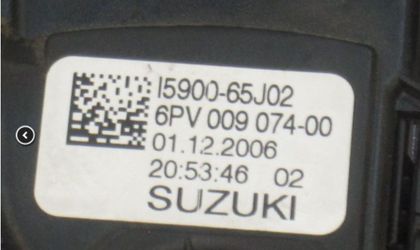 I5900-65J02
6PV 009 074-00
01.12.2006
20:53:46 02
SUZUKI